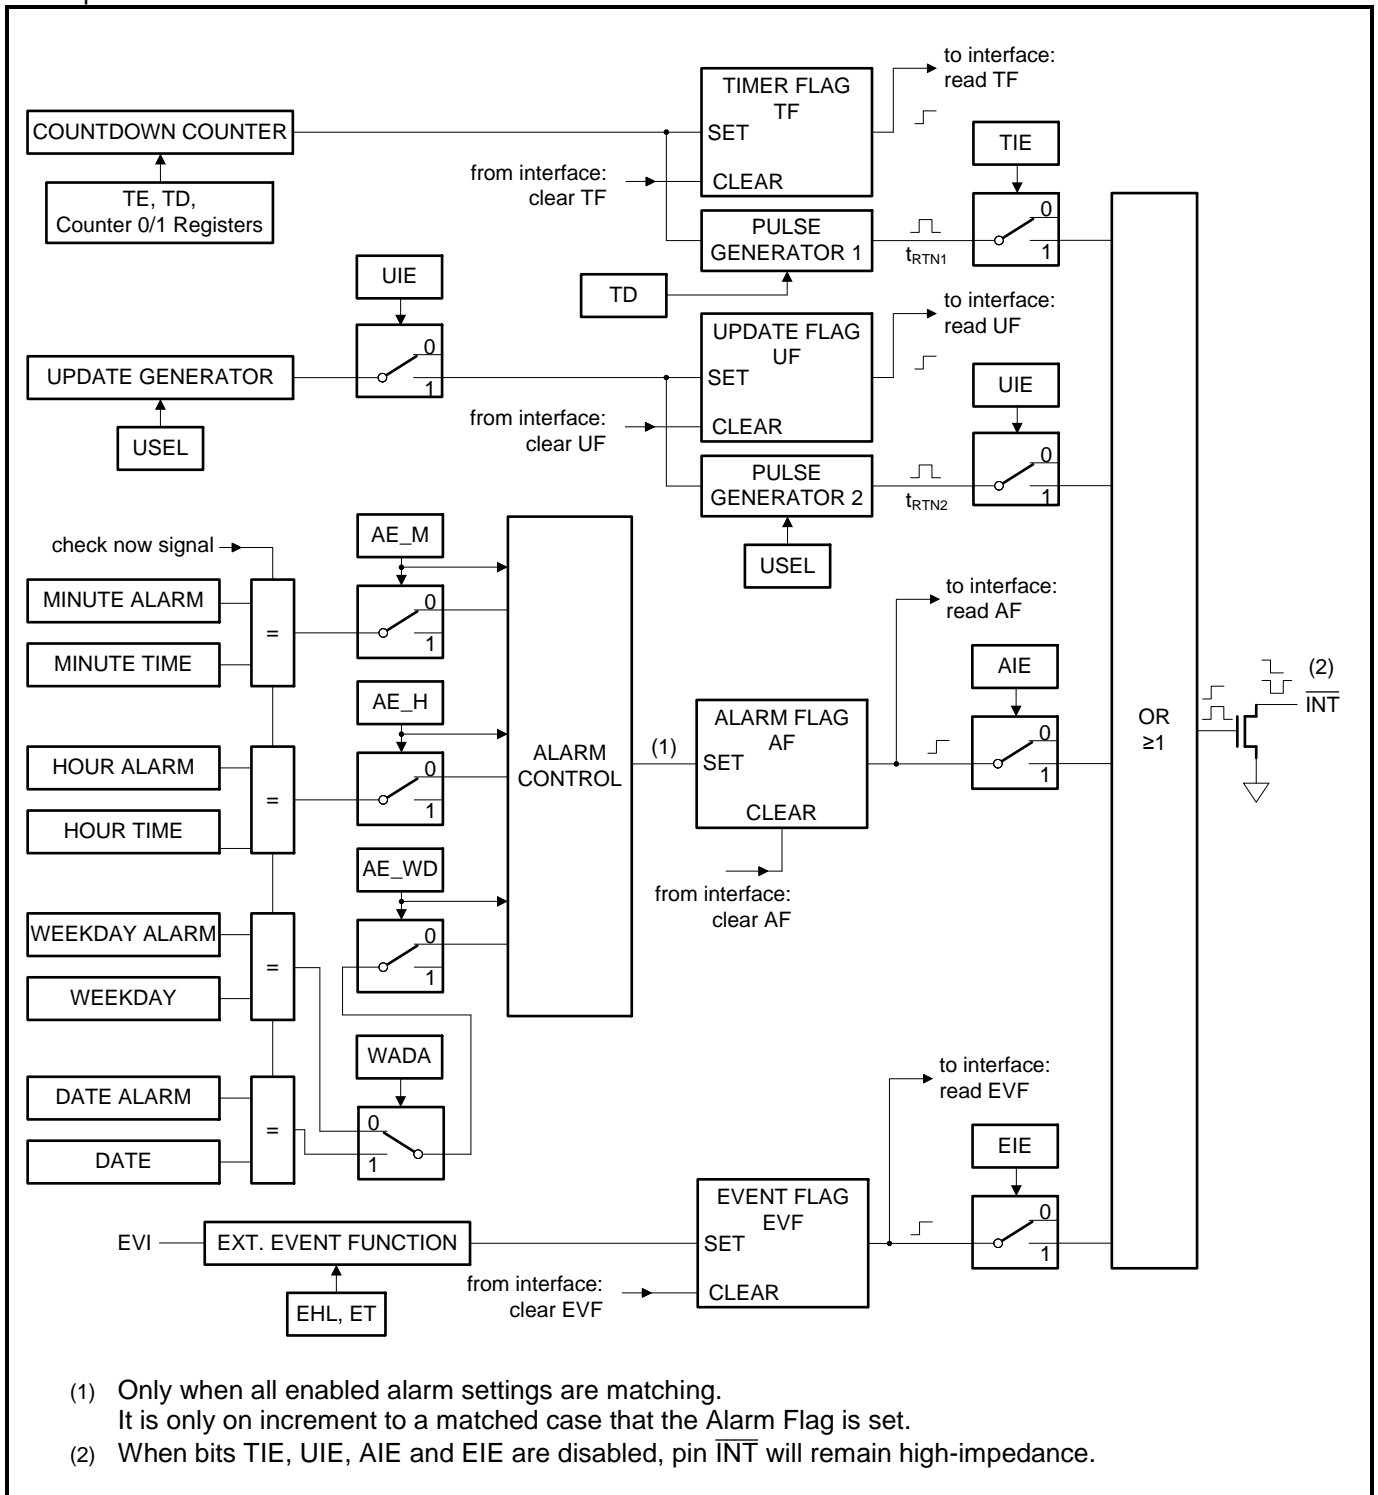 to interface:
read TF
TIMER FLAG
TF
COUNTDOWN COUNTER
SET
TIE
from interface:
clear TF
CLEAR
TE, TD,
Counter 0/1 Registers
0
1
PULSE
GENERATOR 1
tRTN1
UIE
TD
to interface:
read UF
UPDATE FLAG
UF
0
1
UPDATE GENERATOR
SET
UIE
from interface:
clear UF
CLEAR
USEL
0
1
PULSE
GENERATOR 2
tRTN2
AE_M
check now signal
USEL
MINUTE ALARM
=
MINUTE TIME
0
1
to interface:
read AF
AIE
AE_H
ALARM FLAG
AF
(1)
SET
CLEAR
ALARM
CONTROL
0
1
OR
≥1
(2)
INT
HOUR ALARM
=
HOUR TIME
0
1
AE_WD
from interface:
clear AF
WEEKDAY ALARM
=
WEEKDAY
0
1
WADA
to interface:
read EVF
DATE ALARM
=
DATE
0
1
EIE
EVENT FLAG
EVF
0
1
EVI
EXT. EVENT FUNCTION
SET
from interface:
clear EVF
CLEAR
EHL, ET
(1) Only when all enabled alarm settings are matching.
It is only on increment to a matched case that the Alarm Flag is set.
(2) When bits TIE, UIE, AIE and EIE are disabled, pin INT will remain high-impedance.